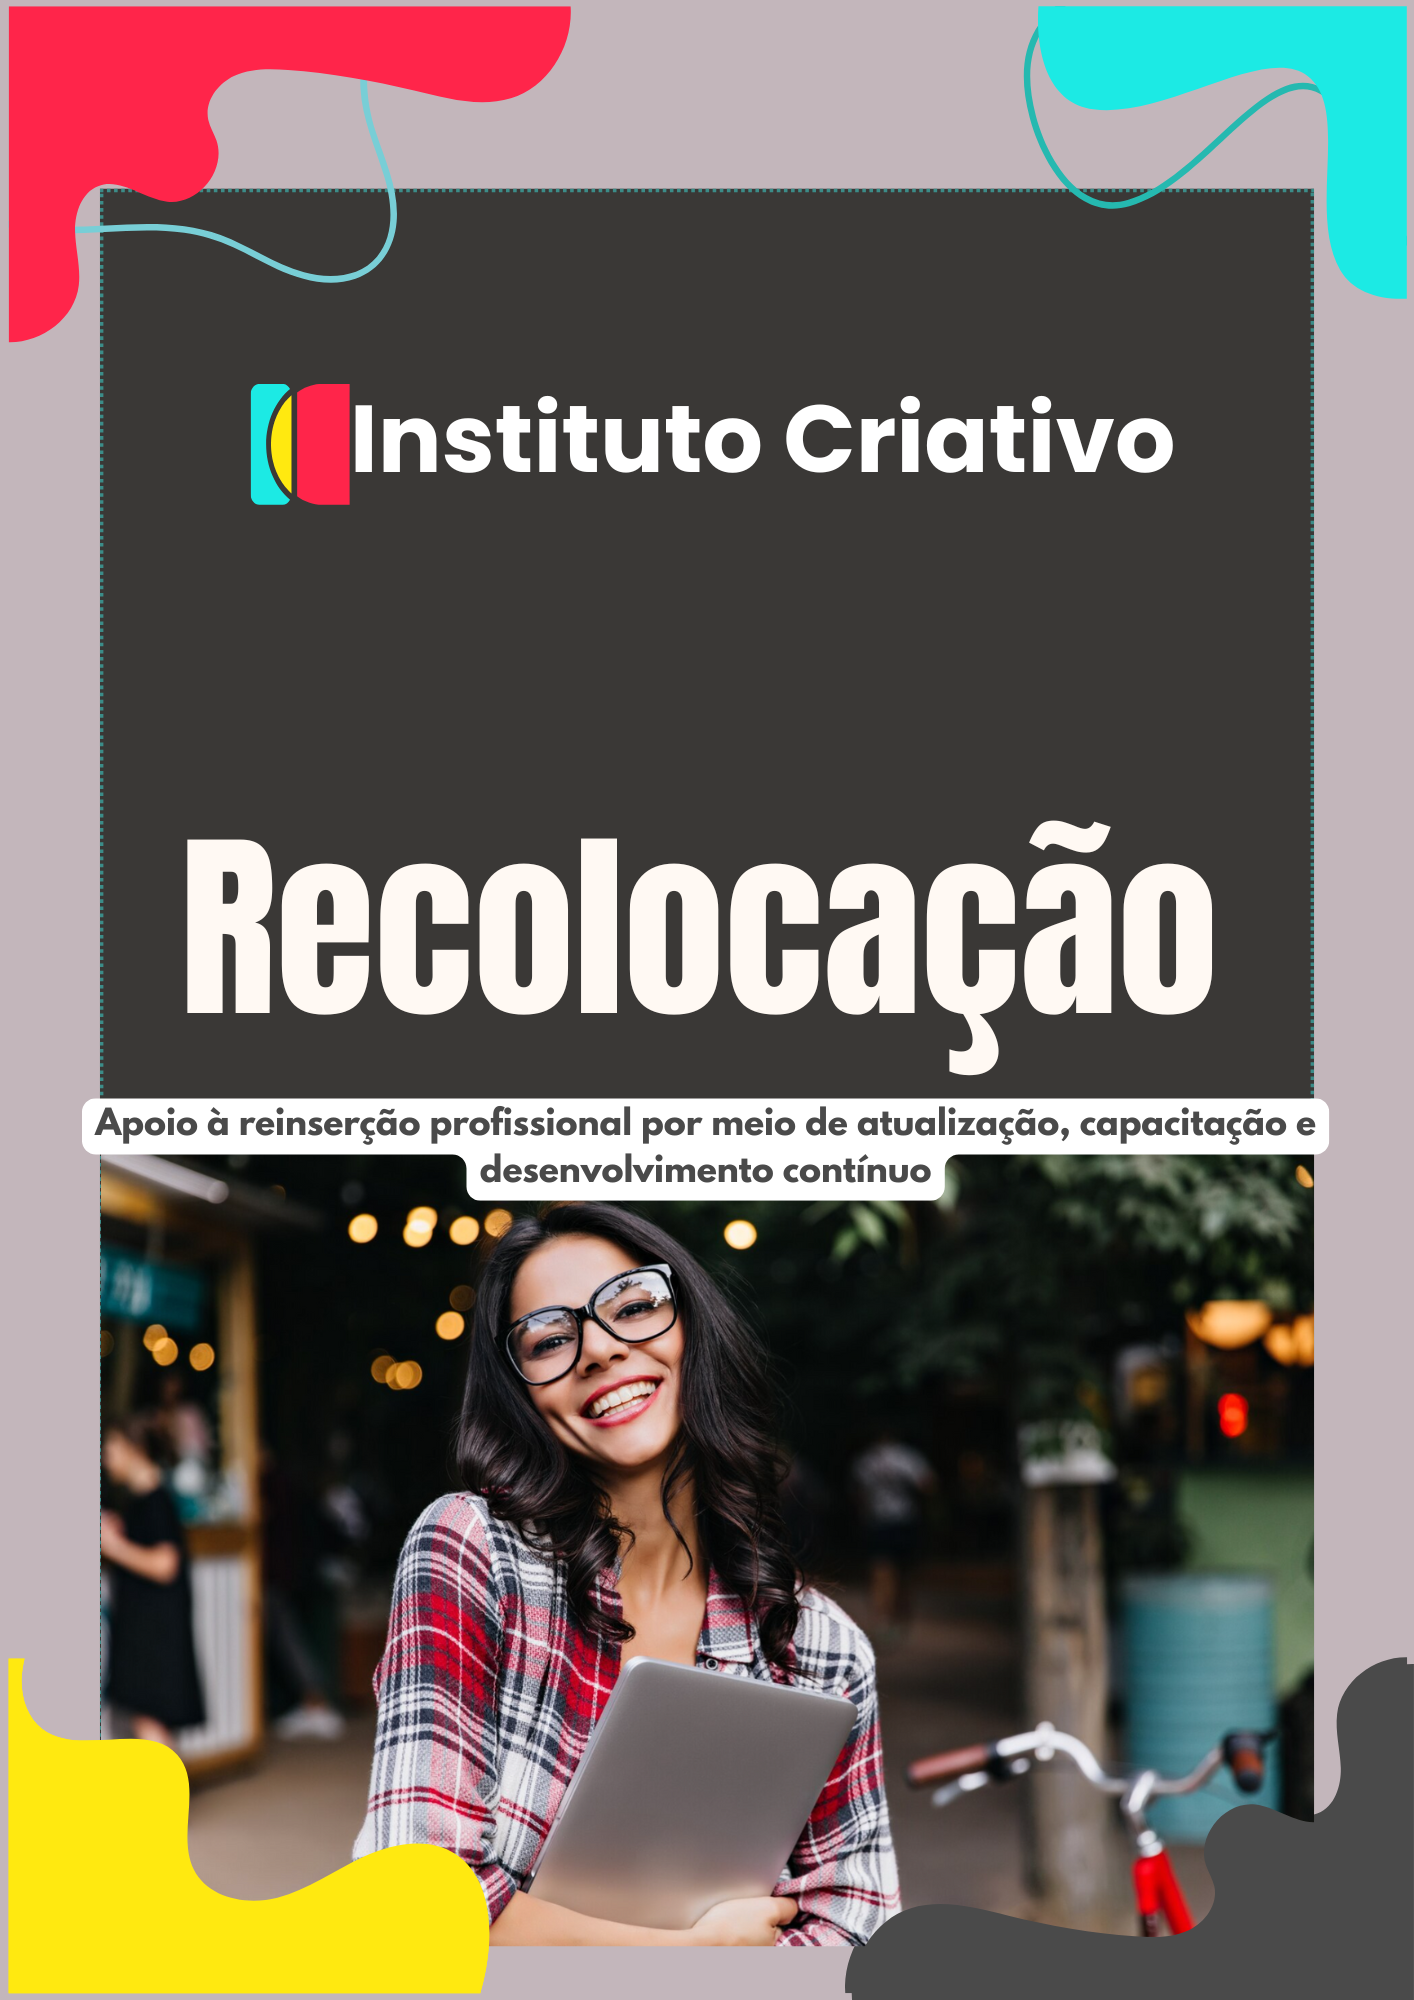 Instituto Criativo
Recolocação
Apoio à reinserção profissional por meio de atualização, capacitação e
desenvolvimento contínuo